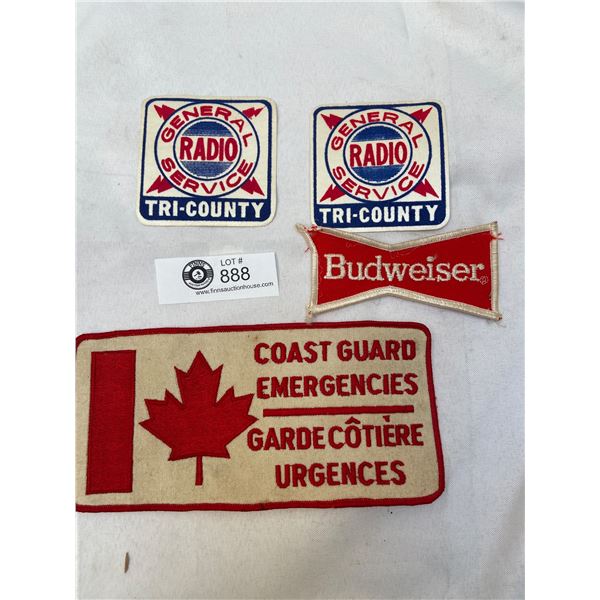 GENERAL
RADIO
SERVICE
TRI-COUNTY
GENERAL
RADIO
SERVICE
TRI-COUNTY
LOT #
888
www.finnsauctionhouse.com
Budweiser®
COAST GUARD
EMERGENCIES
GARDE CÔTIÈRE
URGENCES